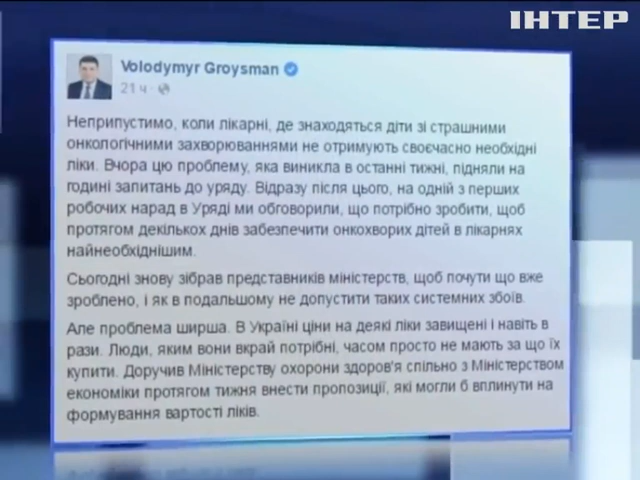 ІНТЕР
Volodymyr Groysman
21 ч
Неприпустимо, коли лікарні, де знаходяться діти зі страшними
онкологічними захворюваннями не отримують своєчасно необхідні
ліки. Вчора цю проблему, яка виникла в останні тижні, підняли на
годині запитань до уряду. Відразу після цього, на одній з перших
робочих нарад в Уряді ми обговорили, що потрібно зробити, щоб
протягом декількох днів забезпечити онкохворих дітей в лікарнях
найнеобхіднішим.
Сьогодні знову зібрав представників міністерств, щоб почути що вже
зроблено, і як в подальшому не допустити таких системних збоїв.
Але проблема ширша. В Україні ціни на деякі ліки завищені і навіть в
рази. Люди, яким вони вкрай потрібні, часом просто не мають за що їх
купити. Доручив Міністерству охорони здоров'я спільно з Міністерством
економіки протягом тижня внести пропозиції, які могли б вплинути на
формування вартості ліків.